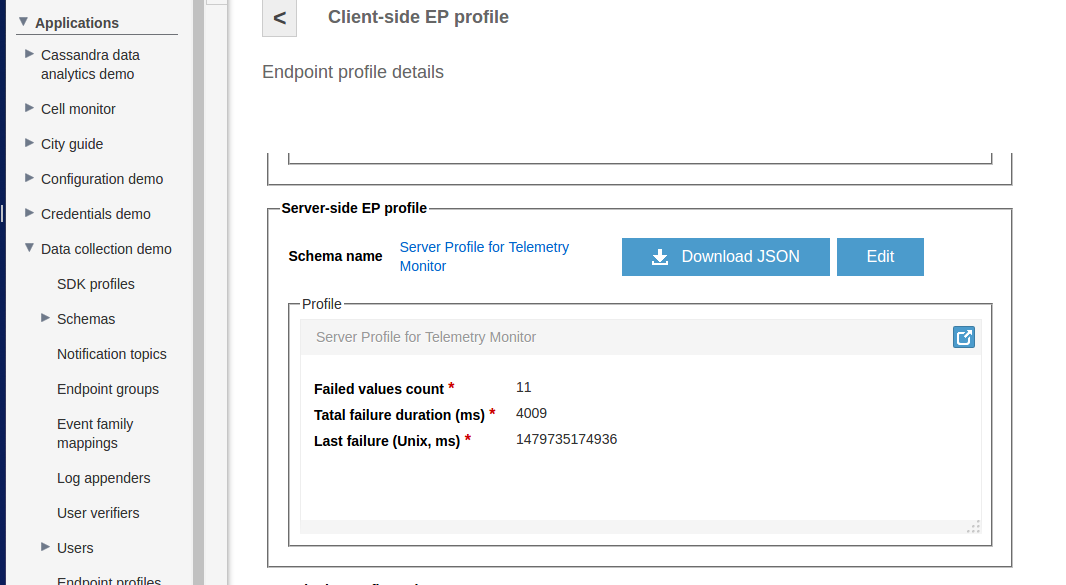 Applications
Cassandra data
analytics demo
Cell monitor
City guide
Configuration demo
Credentials demo
Data collection demo
SDK profiles
Schemas
Notification topics
Endpoint groups
Event family
mappings
Log appenders
User verifiers
Users
Endpoint profiles
< Client-side EP profile
Endpoint profile details
Server-side EP profile
Schema name
Server Profile for Telemetry
Monitor
Download JSON
Edit
Profile
Server Profile for Telemetry Monitor
Failed values count * 11
Tatal failure duration (ms) * 4009
Last failure (Unix, ms) * 1479735174936